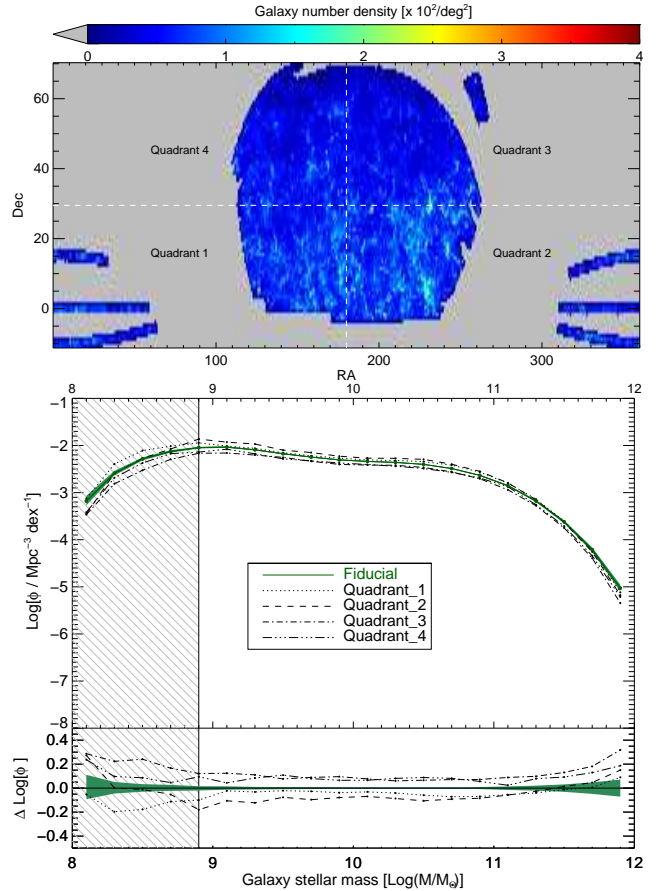 Galaxy number density [x 10²/deg²]
0 1 2 3 4
60
40
20
0
Dec
Quadrant 4
Quadrant 3
Quadrant 1
Quadrant 2
100 200 300
RA
8 9 10 11 12
−1
−2
−3
−4
−5
−6
−7
−8
Log[ϕ / Mpc⁻³ dex⁻¹]
Fiducial
Quadrant_1
Quadrant_2
Quadrant_3
Quadrant_4
0.4
0.2
0.0
−0.2
−0.4
Δ Log[ϕ]
8 9 10 11 12
Galaxy stellar mass [Log(M/M☉)]